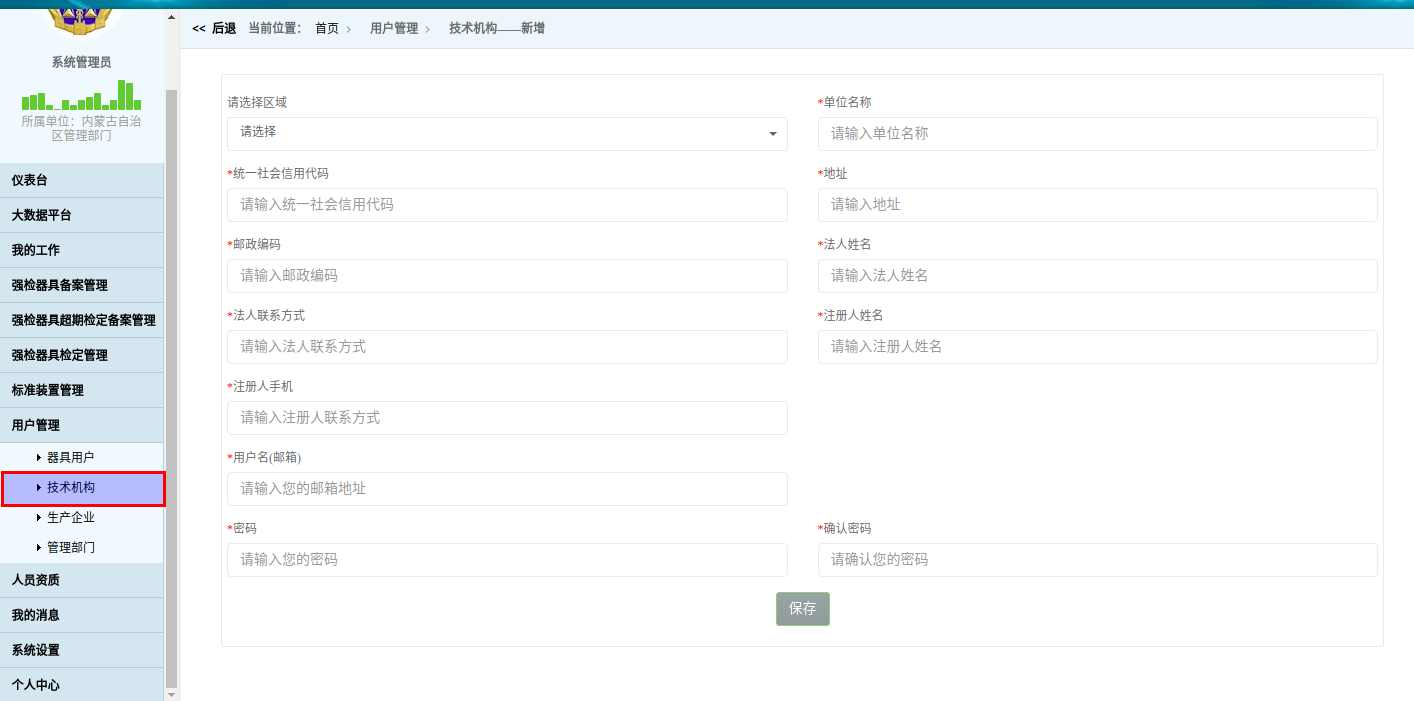 << 后退 当前位置： 首页 > 用户管理 > 技术机构——新增
系统管理员
所属单位：内蒙古自治
区管理部门
仪表台
大数据平台
我的工作
强检器具备案管理
强检器具超期检定备案管理
强检器具检定管理
标准装置管理
用户管理
器具用户
技术机构
生产企业
管理部门
人员资质
我的消息
系统设置
个人中心
请选择区域
请选择
*单位名称
请输入单位名称
*统一社会信用代码
请输入统一社会信用代码
*地址
请输入地址
*邮政编码
请输入邮政编码
*法人姓名
请输入法人姓名
*法人联系方式
请输入法人联系方式
*注册人姓名
请输入注册人姓名
*注册人手机
请输入注册人联系方式
*用户名(邮箱)
请输入您的邮箱地址
*密码
请输入您的密码
*确认密码
请确认您的密码
保存